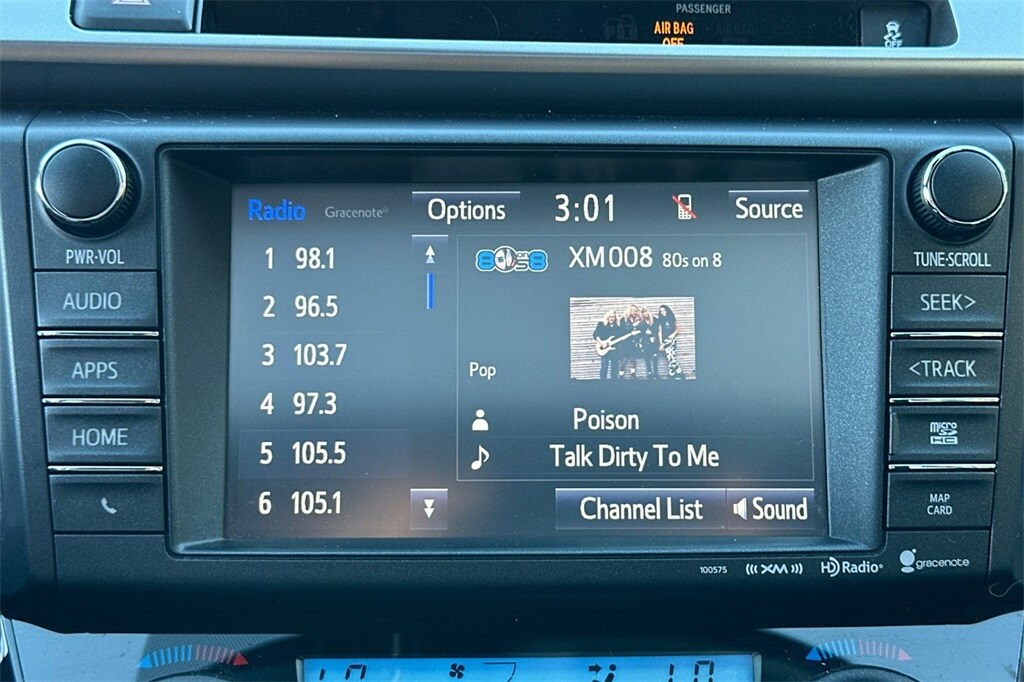 PASSENGER
AIR BAG
OFF
OFF
Radio Gracenote® Options 3:01 Source
1 98.1
2 96.5
3 103.7
4 97.3
5 105.5
6 105.1
XM008 80s on 8
Pop
Poison
Talk Dirty To Me
Channel List Sound
PWR·VOL
AUDIO
APPS
HOME
TUNE·SCROLL
SEEK>
<TRACK
micro
SD
HC
MAP
CARD
100575 ((( XM ))) HD Radio® gracenote